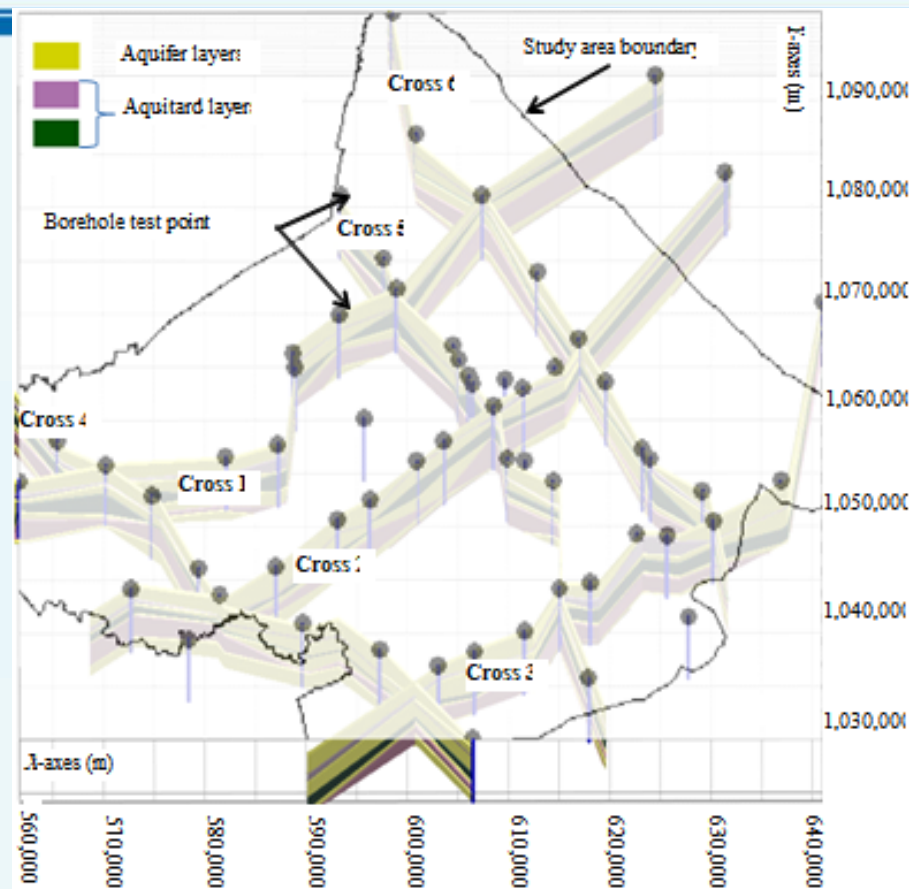 Aquifer layers
Aquitard layers
Study area boundary
Y-axes (m)
Cross 6
1,090,000
1,080,000
Borehole test point
Cross 5
1,070,000
1,060,000
Cross 4
Cross 1
1,050,000
Cross 2
1,040,000
Cross 3
1,030,000
X-axes (m)
560,000
510,000
580,000
590,000
600,000
610,000
620,000
630,000
640,000